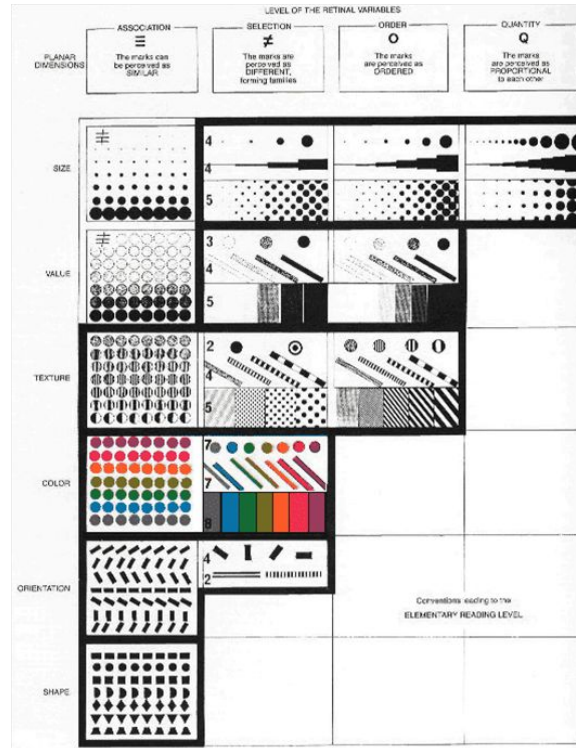 LEVEL OF THE RETINAL VARIABLES
PLANAR
DIMENSIONS
ASSOCIATION
≡
The marks can
be perceived as
SIMILAR
SELECTION
≠
The marks are
perceived as
DIFFERENT,
forming families
ORDER
O
The marks
are perceived as
ORDERED
QUANTITY
Q
The marks
are perceived as
PROPORTIONAL
to each other
SIZE
≢
4
4
5
VALUE
≢
3
4
5
TEXTURE
2
4
5
COLOR
7
7
8
ORIENTATION
4
2
Conventions leading to the
ELEMENTARY READING LEVEL
SHAPE